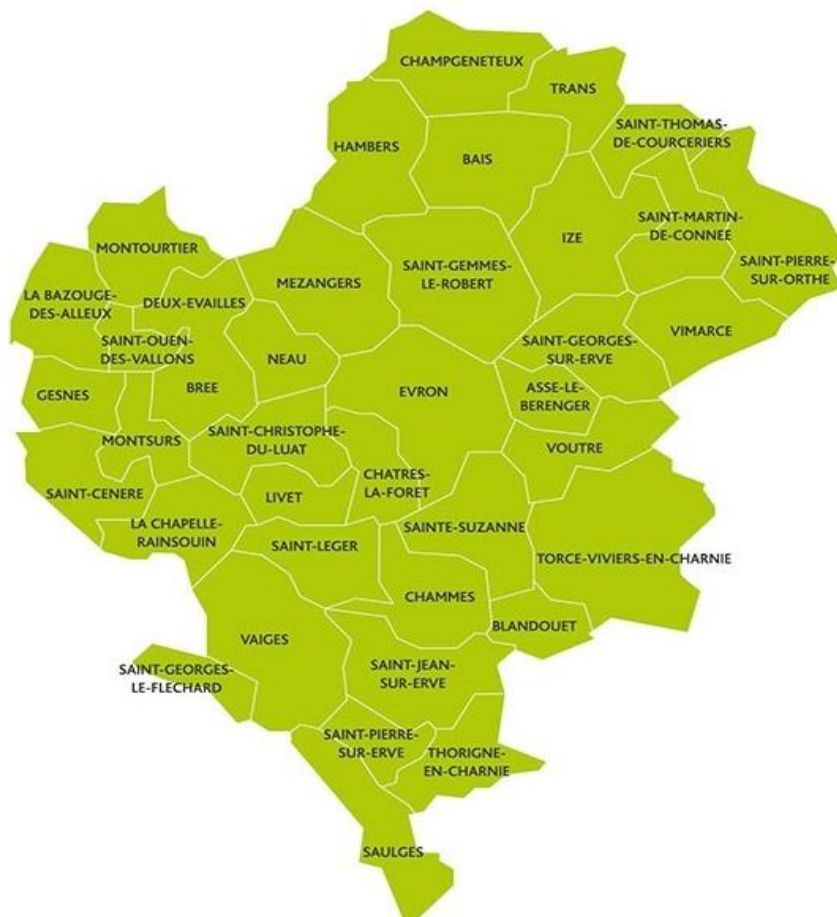 CHAMPGENETEUX
TRANS
SAINT-THOMAS-
DE-COURCERIERS
HAMBERS
BAIS
SAINT-MARTIN-
DE-CONNEE
IZE
MONTOURTIER
SAINT-PIERRE-
SUR-ORTHE
SAINT-GEMMES-
LE-ROBERT
MEZANGERS
LA BAZOUGE-
DES-ALLEUX
DEUX-EVAILLES
VIMARCE
SAINT-OUEN-
DES-VALLONS
SAINT-GEORGES-
SUR-ERVE
NEAU
GESNES
BREE
EVRON
ASSE-LE-
BERENGER
MONTSURS
SAINT-CHRISTOPHE-
DU-LUAT
VOUTRE
CHATRES-
LA-FORET
SAINT-CENERE
LIVET
LA CHAPELLE-
RAINSOUIN
SAINTE-SUZANNE
SAINT-LEGER
TORCE-VIVIERS-EN-CHARNIE
CHAMMES
BLANDOUET
VAIGES
SAINT-GEORGES-
LE-FLECHARD
SAINT-JEAN-
SUR-ERVE
SAINT-PIERRE-
SUR-ERVE
THORIGNE-
EN-CHARNIE
SAULGES